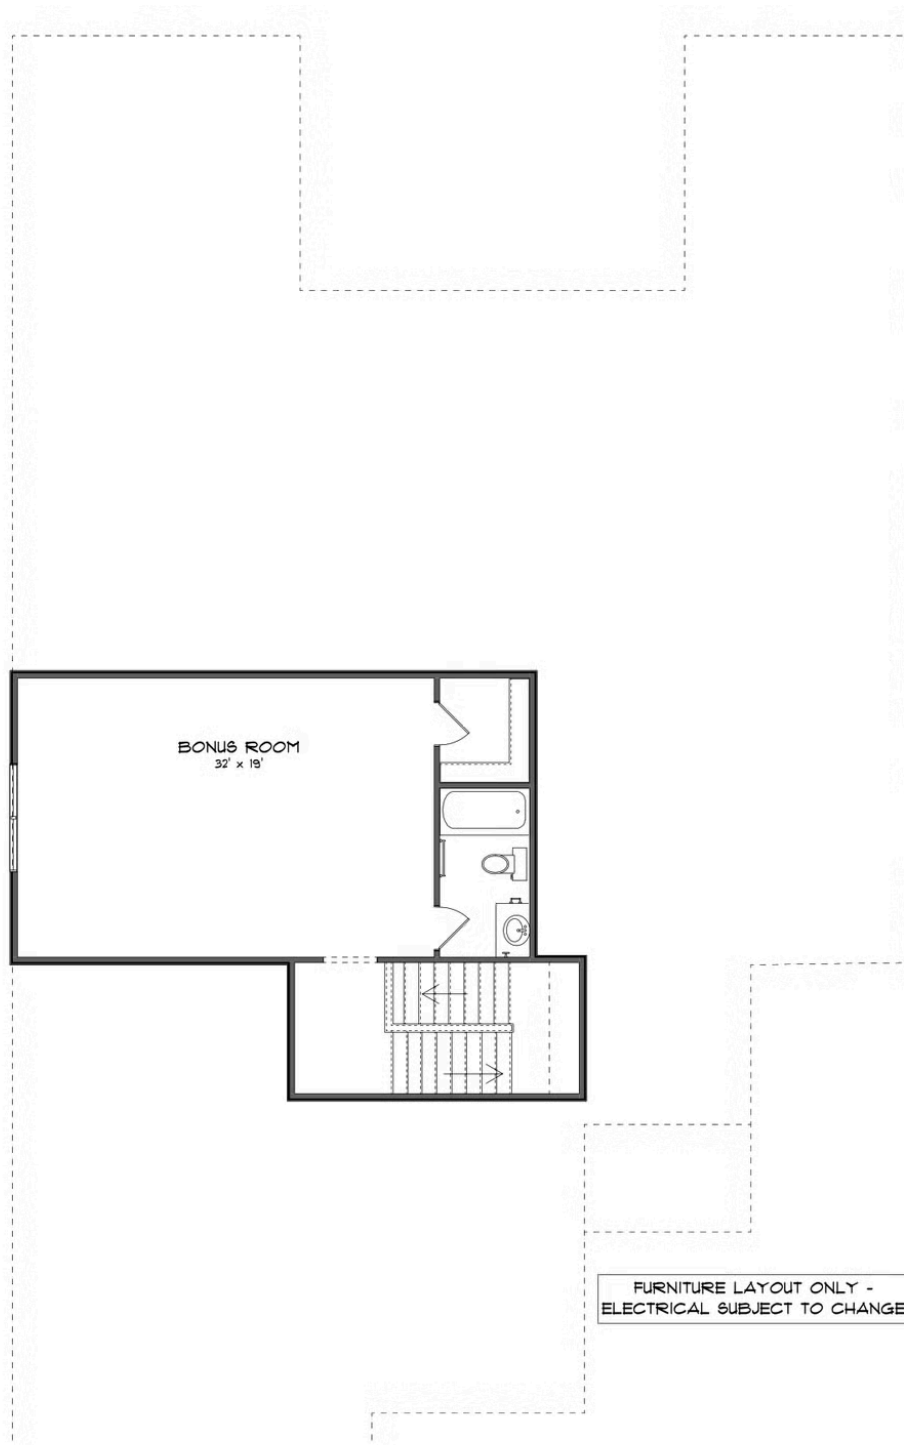 BONUS ROOM
32' x 19'
FURNITURE LAYOUT ONLY -
ELECTRICAL SUBJECT TO CHANGE